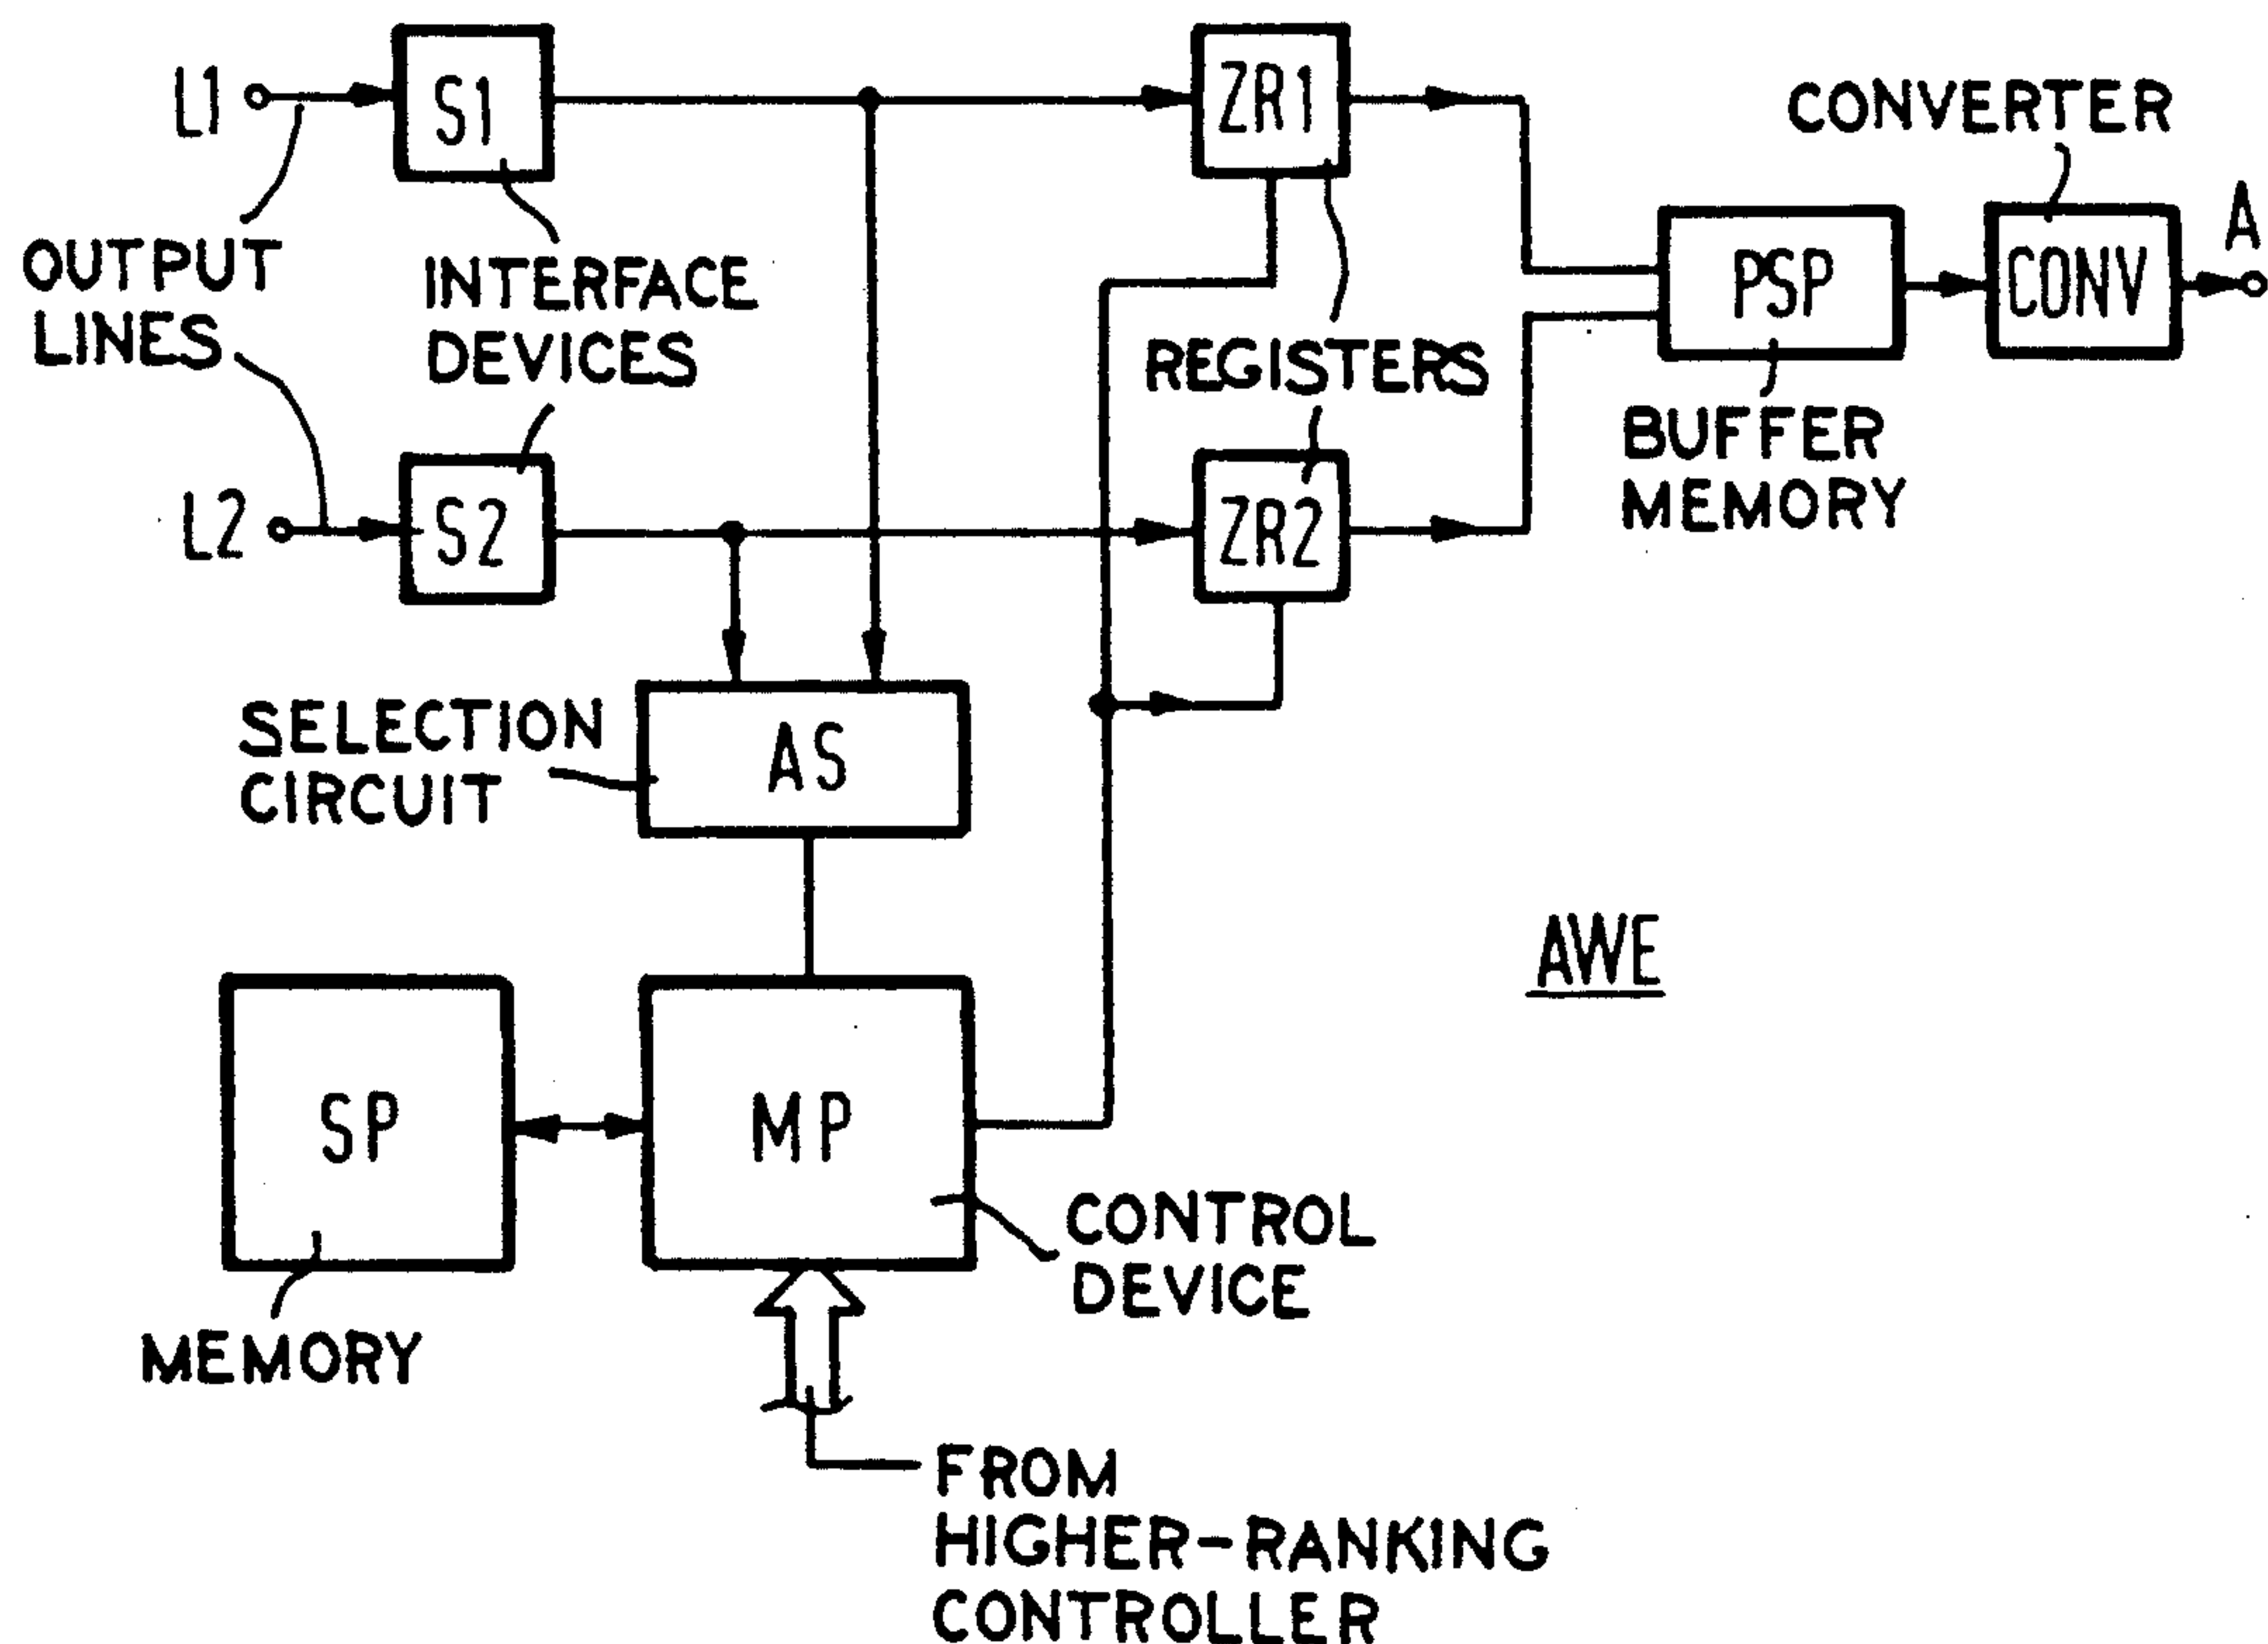 L1
S1
ZR1
CONVERTER
A
OUTPUT
LINES
INTERFACE
DEVICES
REGISTERS
PSP
CONV
BUFFER
MEMORY
L2
S2
ZR2
SELECTION
CIRCUIT
AS
AWE
SP
MP
CONTROL
DEVICE
MEMORY
FROM
HIGHER-RANKING
CONTROLLER